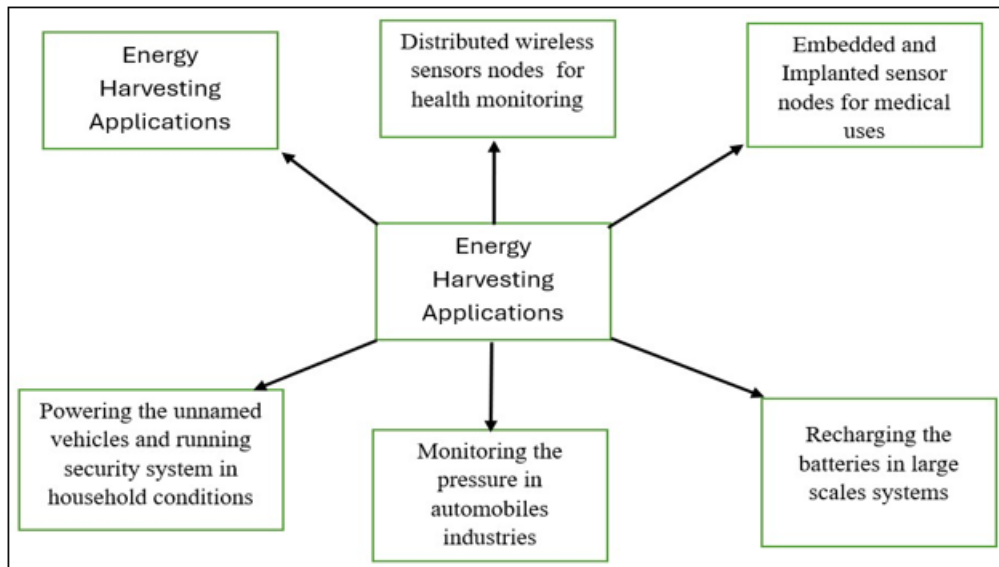 Energy
Harvesting
Applications
Distributed wireless
sensors nodes for
health monitoring
Embedded and
Implanted sensor
nodes for medical
uses
Energy
Harvesting
Applications
Powering the unnamed
vehicles and running
security system in
household conditions
Monitoring the
pressure in
automobiles
industries
Recharging the
batteries in large
scales systems